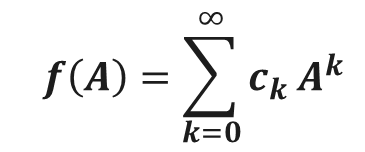 f(A) = ∑_{k=0}^{∞} c_k A^k